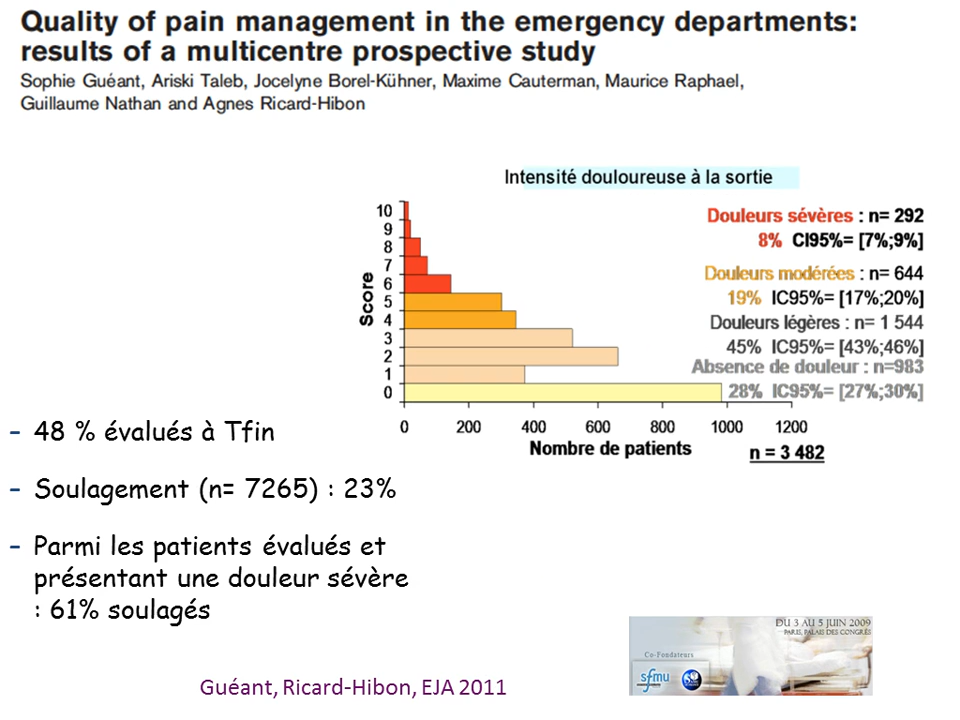 Quality of pain management in the emergency departments:
results of a multicentre prospective study
Sophie Guéant, Ariski Taleb, Jocelyne Borel-Kühner, Maxime Cauterman, Maurice Raphael,
Guillaume Nathan and Agnes Ricard-Hibon
Intensité douloureuse à la sortie
Score
10
9
8
7
6
5
4
3
2
1
0
0 200 400 600 800 1000 1200
Nombre de patients
n = 3 482
Douleurs sévères : n= 292
8% CI95%= [7%;9%]
Douleurs modérées : n= 644
19% IC95%= [17%;20%]
Douleurs légères : n= 1 544
45% IC95%= [43%;46%]
Absence de douleur : n=983
28% IC95%= [27%;30%]
– 48 % évalués à Tfin
– Soulagement (n= 7265) : 23%
– Parmi les patients évalués et
présentant une douleur sévère
: 61% soulagés
DU 3 AU 5 JUIN 2009
PARIS, PALAIS DES CONGRÈS
Co-Fondateurs
sfmu
Guéant, Ricard-Hibon, EJA 2011